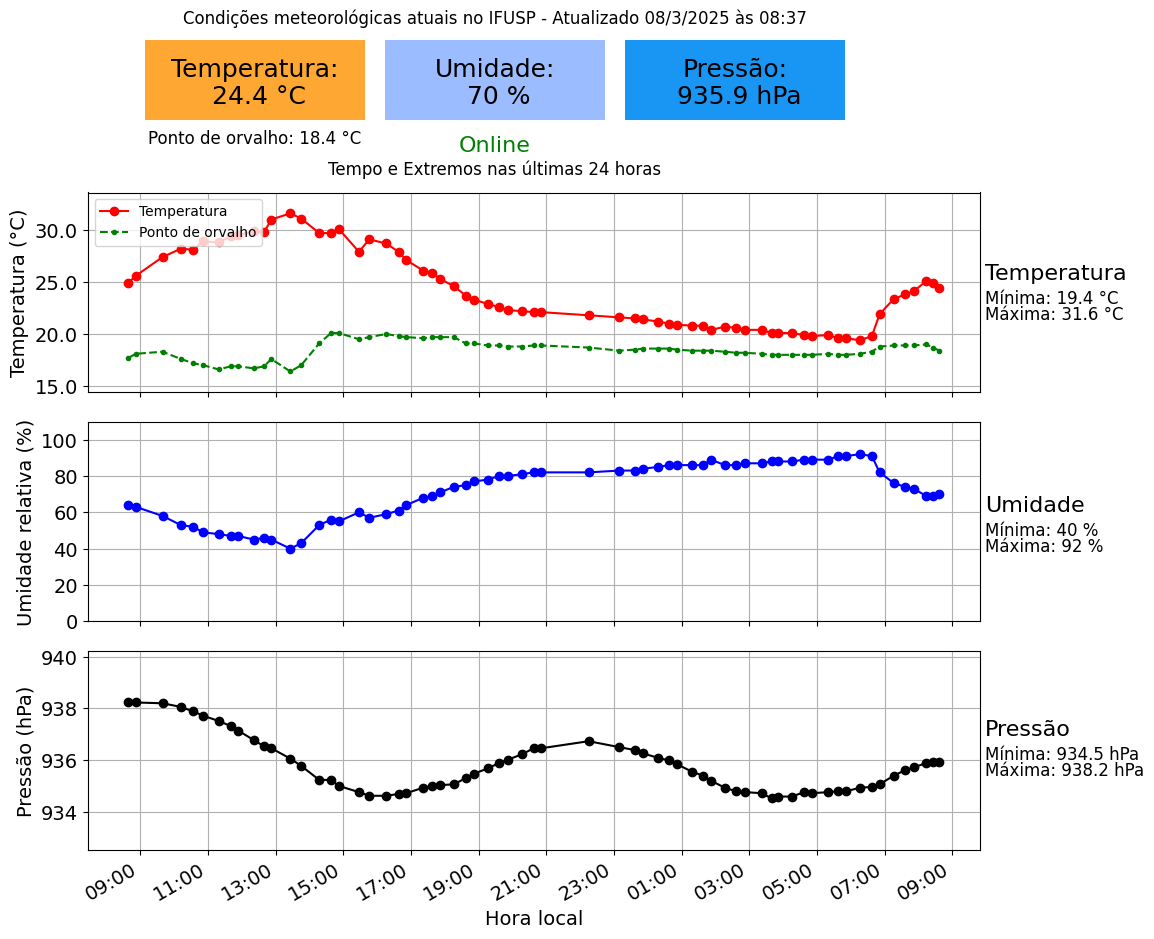 Condições meteorológicas atuais no IFUSP - Atualizado 08/3/2025 às 08:37
Temperatura:
24.4 °C
Umidade:
70 %
Pressão:
935.9 hPa
Ponto de orvalho: 18.4 °C
Online
Tempo e Extremos nas últimas 24 horas
Temperatura (°C)
30.0
25.0
20.0
15.0
Temperatura
Ponto de orvalho
Temperatura
Mínima: 19.4 °C
Máxima: 31.6 °C
Umidade relativa (%)
100
80
60
40
20
0
Umidade
Mínima: 40 %
Máxima: 92 %
Pressão (hPa)
940
938
936
934
Pressão
Mínima: 934.5 hPa
Máxima: 938.2 hPa
09:00 11:00 13:00 15:00 17:00 19:00 21:00 23:00 01:00 03:00 05:00 07:00 09:00
Hora local